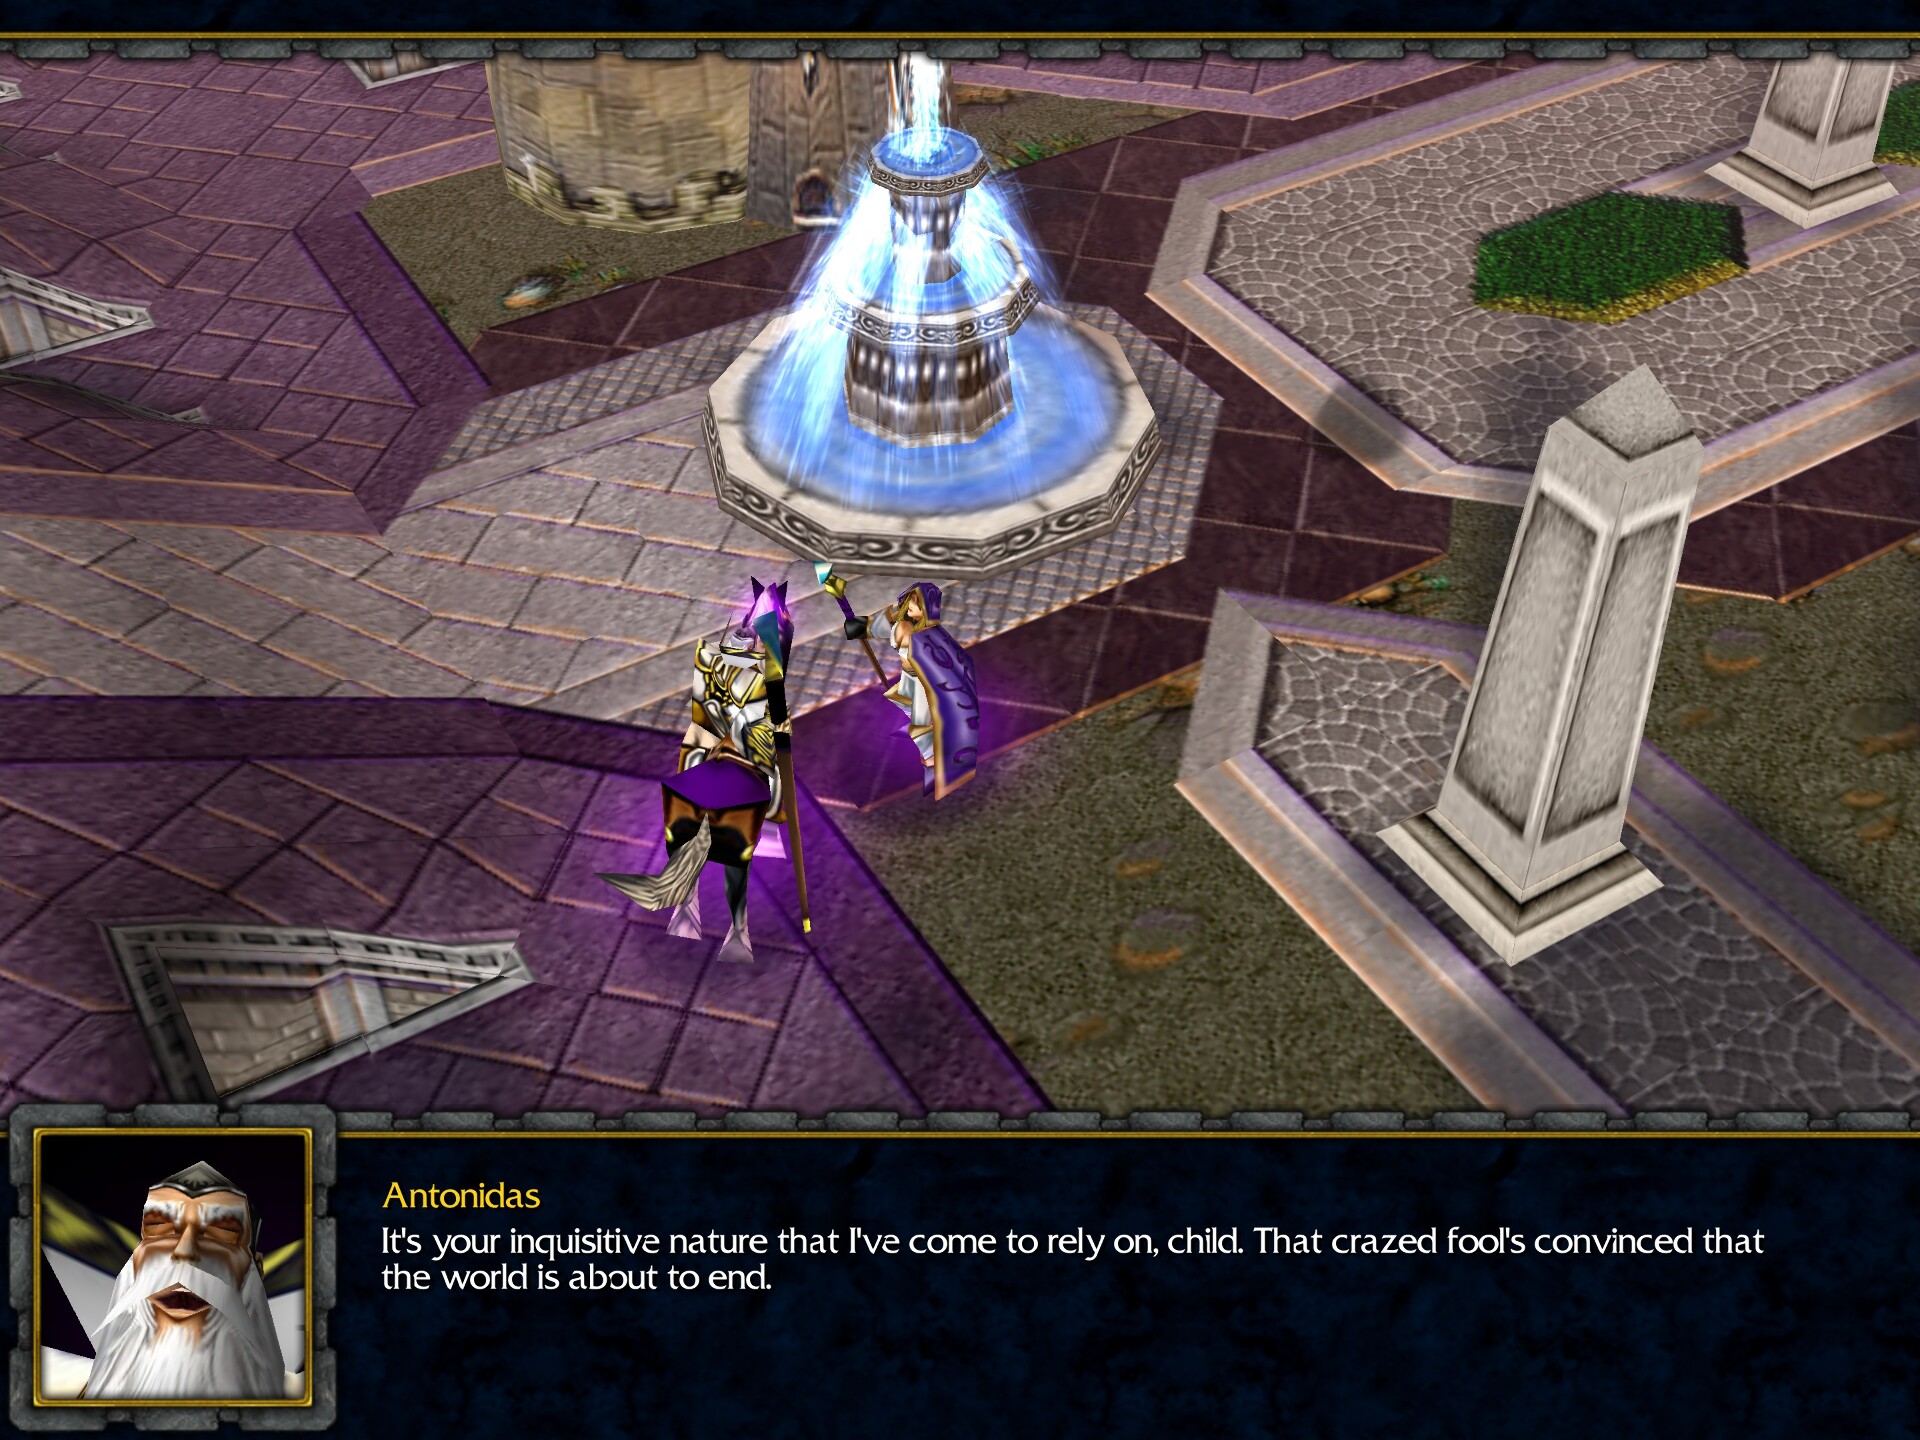 Antonidas
It's your inquisitive nature that I've come to rely on, child. That crazed fool's convinced that
the world is about to end.